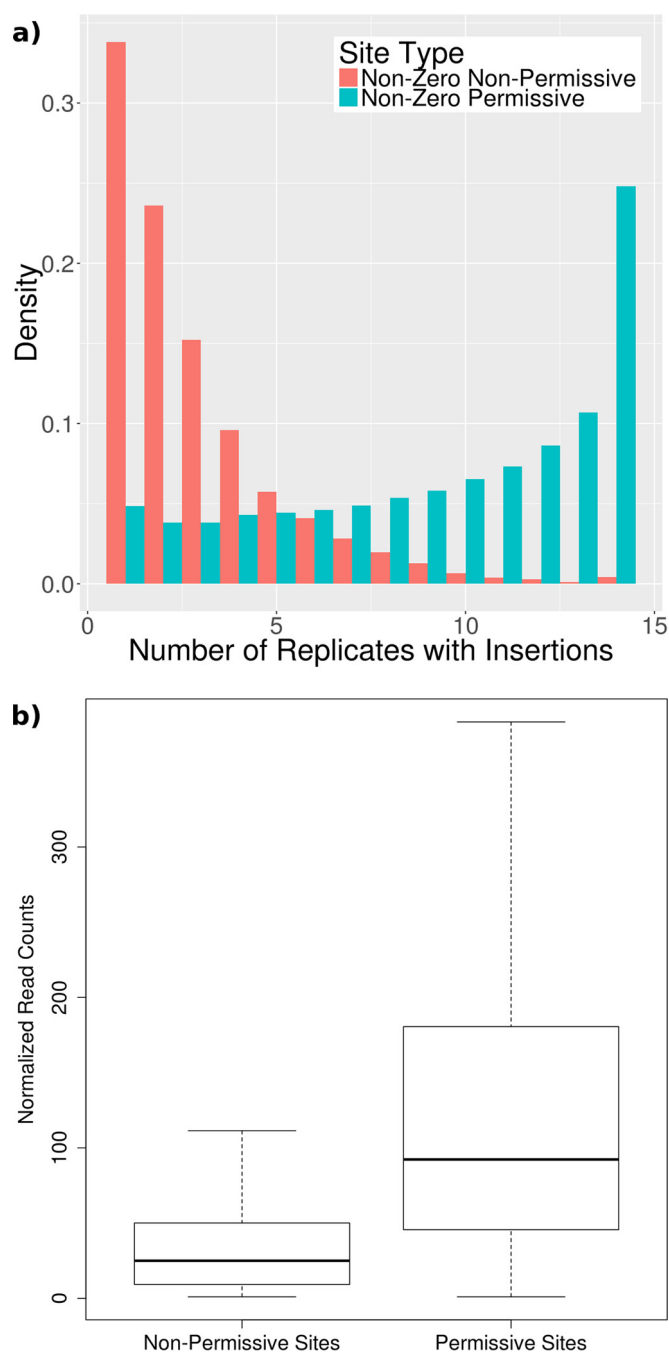 a)
Site Type
Non-Zero Non-Permissive
Non-Zero Permissive
Density
0.3
0.2
0.1
0.0
0
5
10
15
Number of Replicates with Insertions
b)
Normalized Read Counts
300
200
100
0
Non-Permissive Sites
Permissive Sites